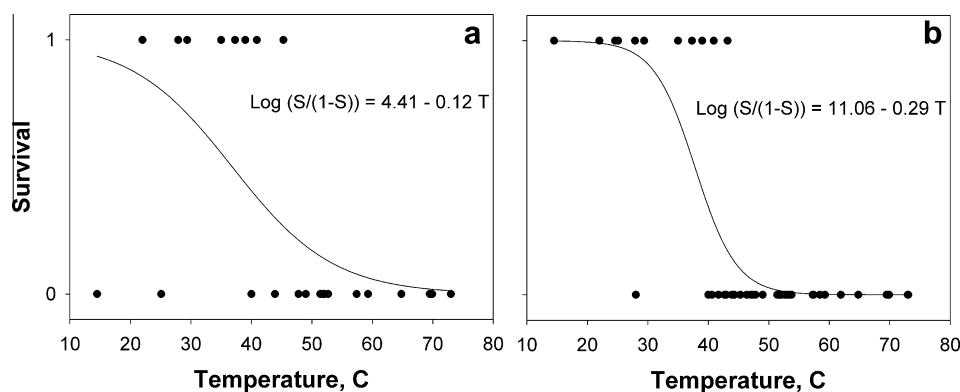 a
b
1
Log (S/(1-S)) = 4.41 - 0.12 T
Log (S/(1-S)) = 11.06 - 0.29 T
Survival
0
10 20 30 40 50 60 70 80
10 20 30 40 50 60 70 80
Temperature, C
Temperature, C